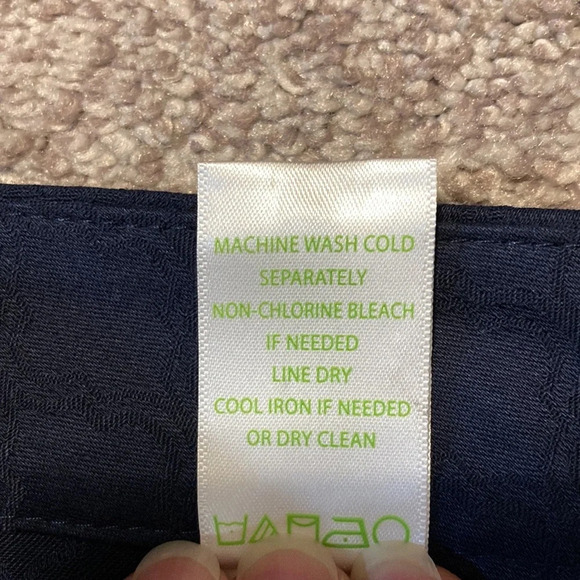 MACHINE WASH COLD
SEPARATELY
NON-CHLORINE BLEACH
IF NEEDED
LINE DRY
COOL IRON IF NEEDED
OR DRY CLEAN